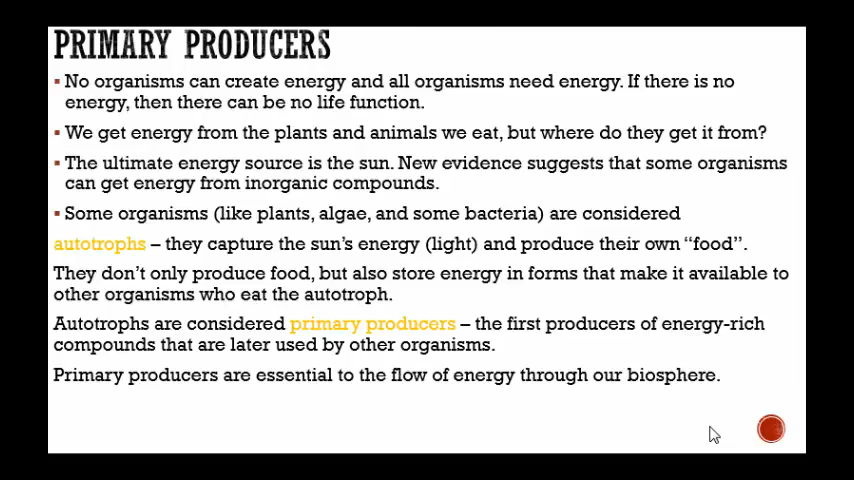 PRIMARY PRODUCERS
▪ No organisms can create energy and all organisms need energy. If there is no
energy, then there can be no life function.
▪ We get energy from the plants and animals we eat, but where do they get it from?
▪ The ultimate energy source is the sun. New evidence suggests that some organisms
can get energy from inorganic compounds.
▪ Some organisms (like plants, algae, and some bacteria) are considered
autotrophs – they capture the sun's energy (light) and produce their own “food”.
They don't only produce food, but also store energy in forms that make it available to
other organisms who eat the autotroph.
Autotrophs are considered primary producers – the first producers of energy-rich
compounds that are later used by other organisms.
Primary producers are essential to the flow of energy through our biosphere.